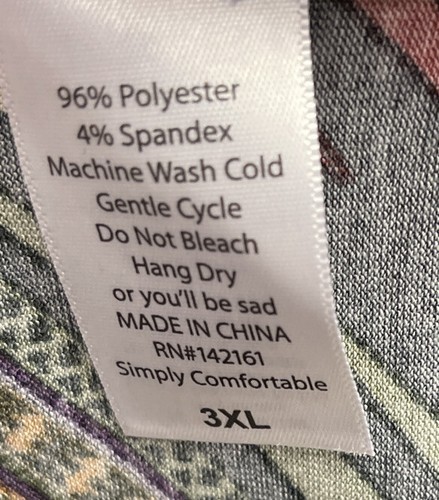 96% Polyester
4% Spandex
Machine Wash Cold
Gentle Cycle
Do Not Bleach
Hang Dry
or you'll be sad
MADE IN CHINA
RN#142161
Simply Comfortable
3XL